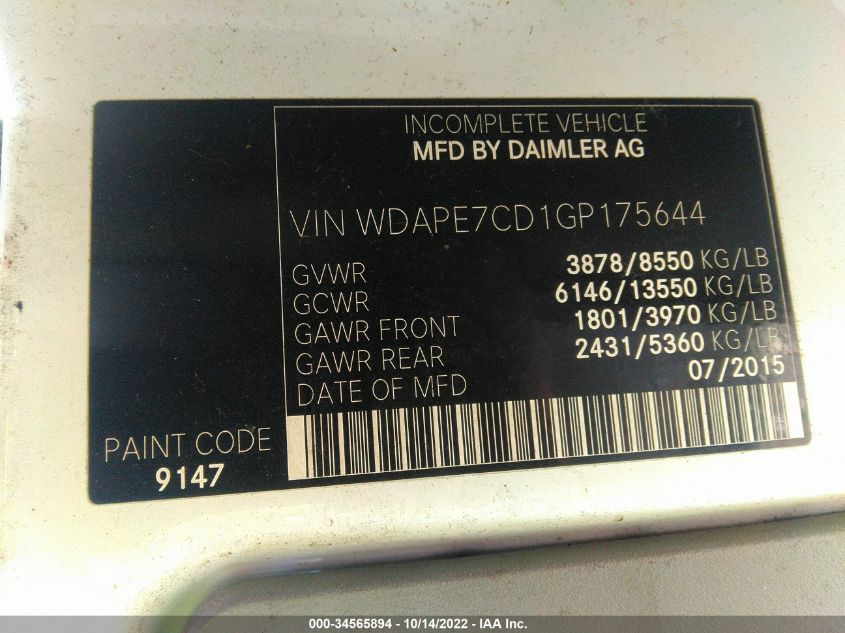 INCOMPLETE VEHICLE
MFD BY DAIMLER AG
VIN WDAPE7CD1GP175644
GVWR 3878/8550 KG/LB
GCWR 6146/13550 KG/LB
GAWR FRONT 1801/3970 KG/LB
GAWR REAR 2431/5360 KG/LB
DATE OF MFD 07/2015
PAINT CODE
9147
000-34565894 - 10/14/2022 - IAA Inc.